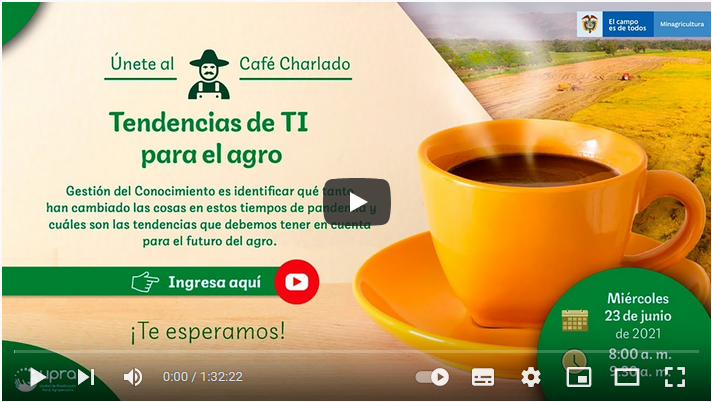 El campo
es de todos
Minagricultura
Únete al
Café Charlado
Tendencias de TI
para el agro
Gestión del Conocimiento es identificar qué tanto
han cambiado las cosas en estos tiempos de pandemia y
cuáles son las tendencias que debemos tener en cuenta
para el futuro del agro.
Ingresa aquí
¡Te esperamos!
Miércoles
23 de junio
de 2021
8:00 a. m.
9:30 a. m.
upra
0:00 / 1:32:22